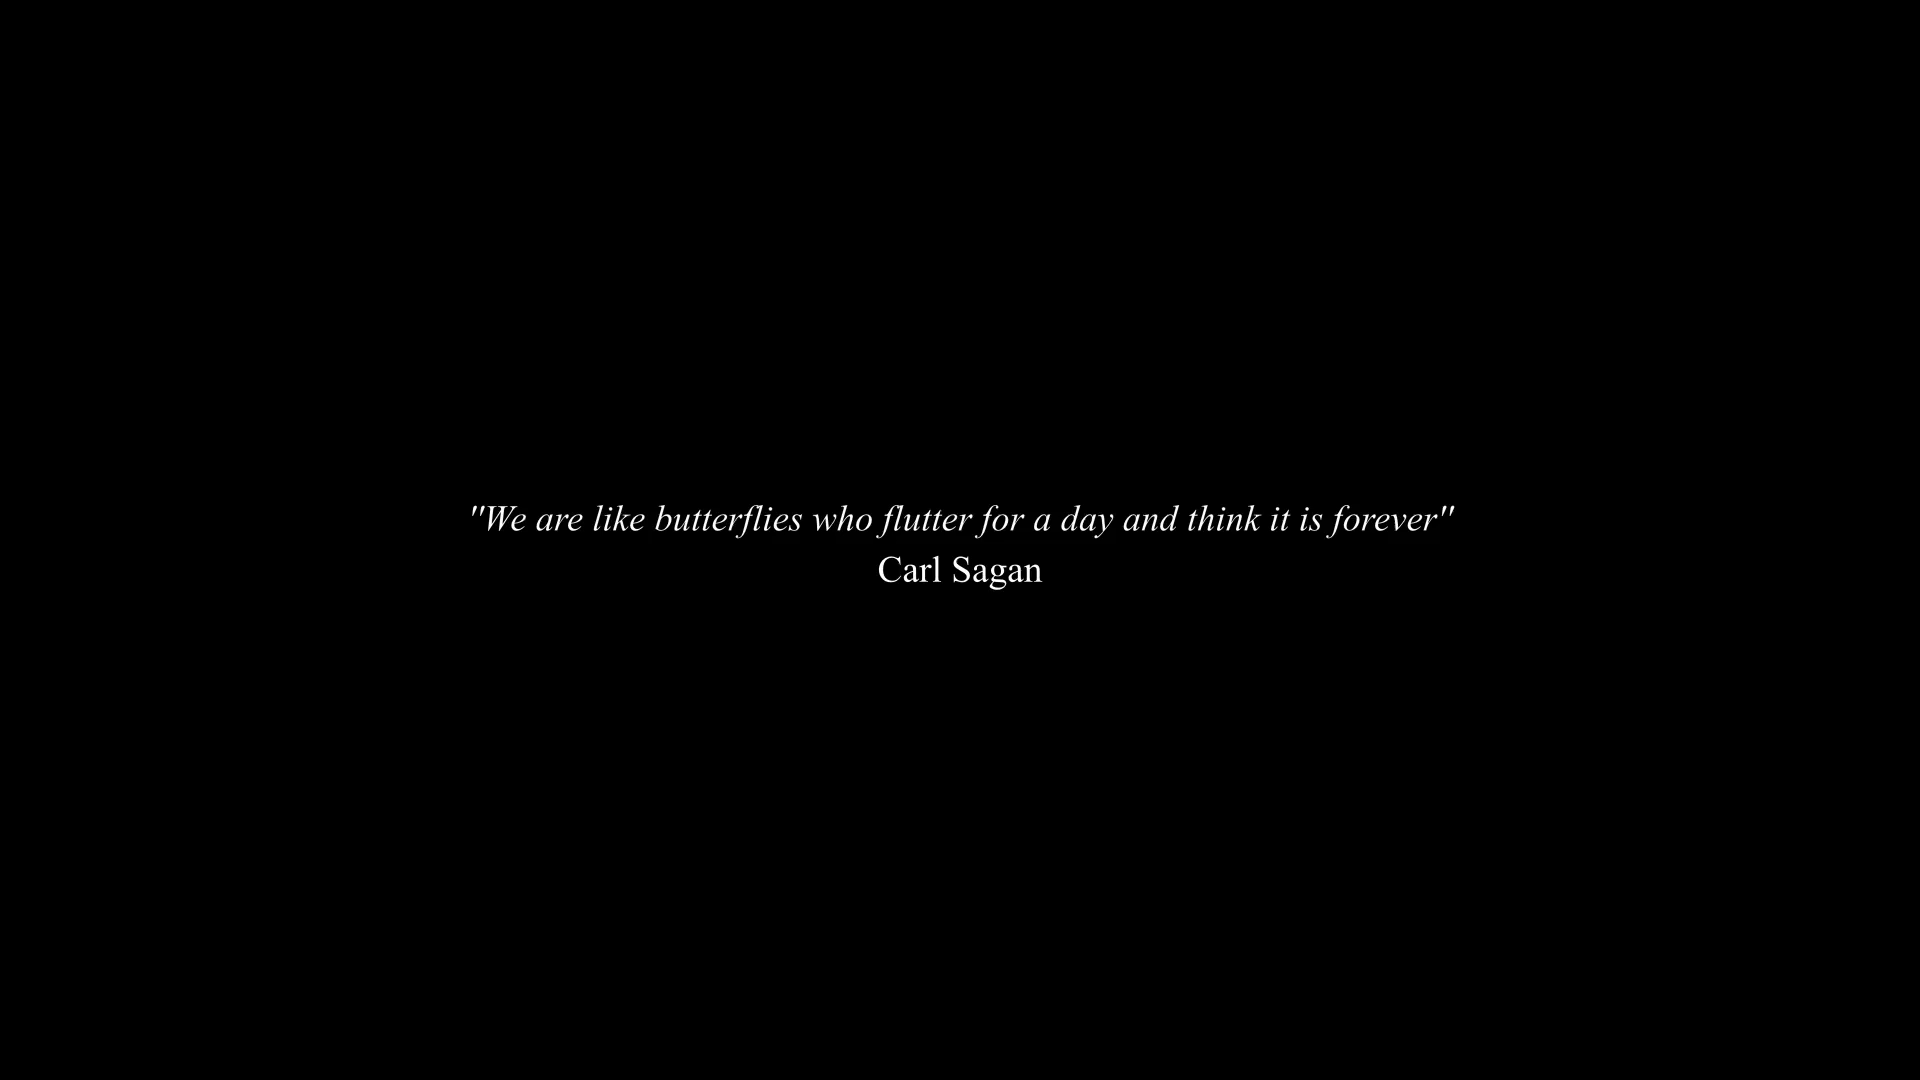 "We are like butterflies who flutter for a day and think it is forever"
Carl Sagan